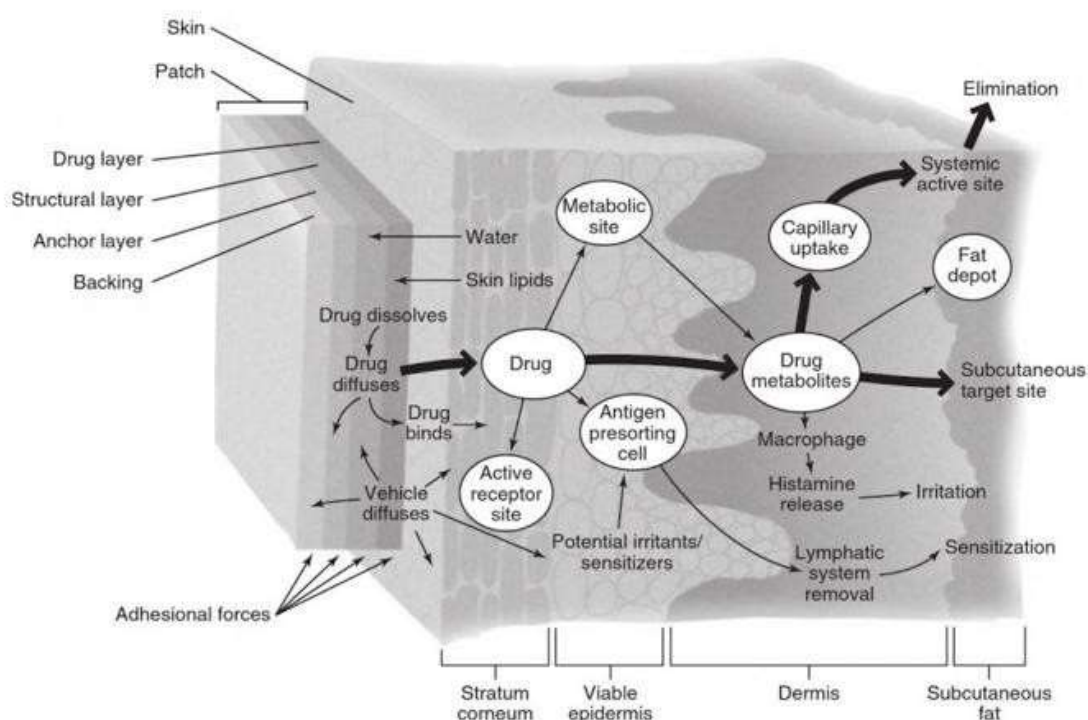 Skin
Patch
Drug layer
Structural layer
Anchor layer
Backing
Water
Skin lipids
Drug dissolves
Drug
diffuses
Drug
binds
Vehicle
diffuses
Adhesional forces
Drug
Metabolic
site
Active
receptor
site
Antigen
presorting
cell
Potential irritants/
sensitizers
Drug
metabolites
Capillary
uptake
Systemic
active site
Elimination
Fat
depot
Subcutaneous
target site
Macrophage
Histamine
release
Irritation
Lymphatic
system
removal
Sensitization
Stratum
corneum
Viable
epidermis
Dermis
Subcutaneous
fat